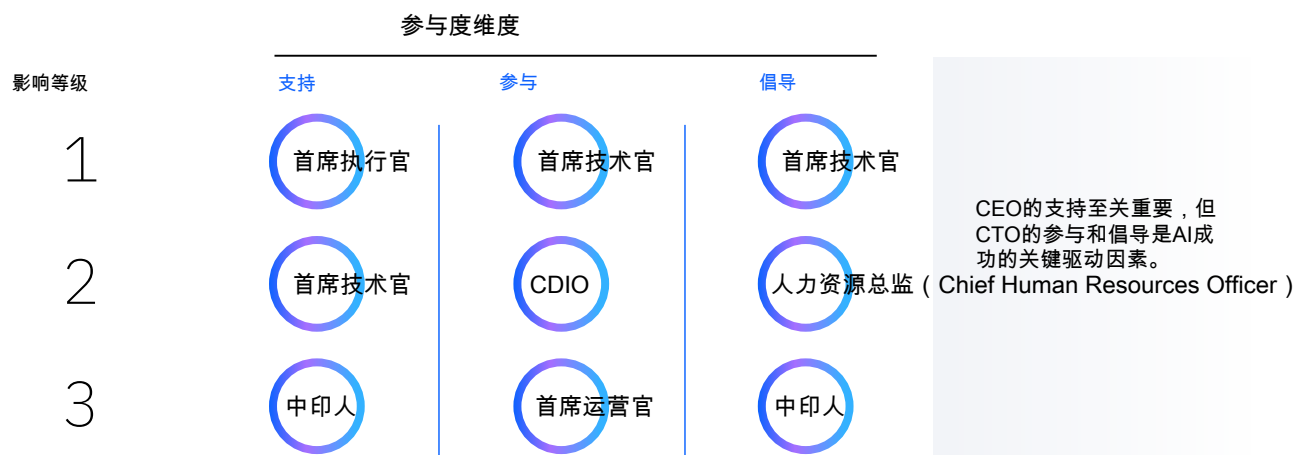 参与度维度
影响等级
支持
参与
倡导
1
首席执行官
首席技术官
首席技术官
2
首席技术官
CDIO
人力资源总监（Chief Human Resources Officer）
3
中印人
首席运营官
中印人
CEO的支持至关重要，但
CTO的参与和倡导是AI成
功的关键驱动因素。